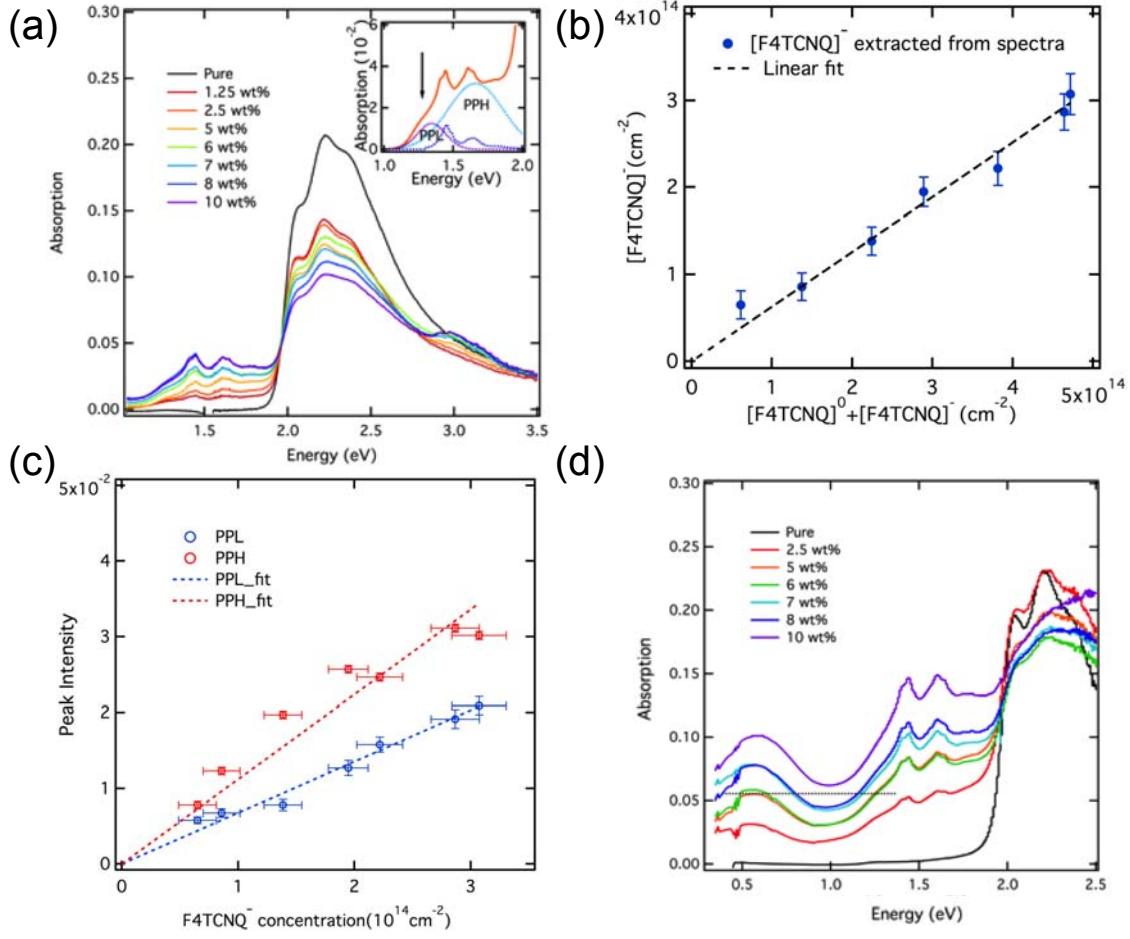 (a)
0.30
0.25
0.20
0.15
0.10
0.05
0.00
Absorption
1.5
2.0
2.5
3.0
3.5
Energy (eV)
Pure
1.25 wt%
2.5 wt%
5 wt%
6 wt%
7 wt%
8 wt%
10 wt%
Absorption (10-2)
6
4
2
0
PPH
PPL
1.0
1.5
2.0
Energy (eV)
(b)
4x1014
3
2
1
0
[F4TCNQ]- (cm-2)
[F4TCNQ]- extracted from spectra
Linear fit
0
1
2
3
4
5x1014
[F4TCNQ]0+[F4TCNQ]- (cm-2)
(c)
5x10-2
4
3
2
1
0
Peak Intensity
PPL
PPH
PPL_fit
PPH_fit
0
1
2
3
F4TCNQ- concentration(1014cm-2)
(d)
0.30
0.25
0.20
0.15
0.10
0.05
0.00
Absorption
Pure
2.5 wt%
5 wt%
6 wt%
7 wt%
8 wt%
10 wt%
0.5
1.0
1.5
2.0
2.5
Energy (eV)